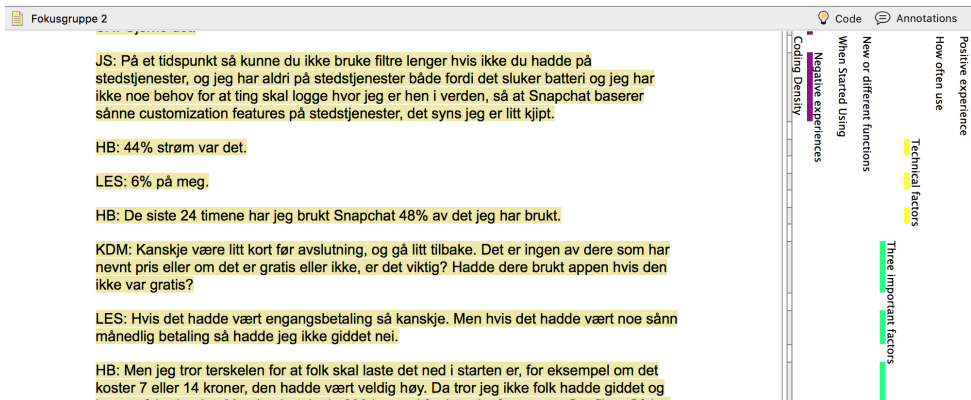 Fokusgruppe 2
Code
Annotations
JS: På et tidspunkt så kunne du ikke bruke filtre lenger hvis ikke du hadde på
stedstjenester, og jeg har aldri på stedstjenester både fordi det sluker batteri og jeg har
ikke noe behov for at ting skal logge hvor jeg er hen i verden, så at Snapchat baserer
sånne customization features på stedstjenester, det syns jeg er litt kjipt.
HB: 44% strøm var det.
LES: 6% på meg.
HB: De siste 24 timene har jeg brukt Snapchat 48% av det jeg har brukt.
KDM: Kanskje være litt kort før avslutning, og gå litt tilbake. Det er ingen av dere som har
nevnt pris eller om det er gratis eller ikke, er det viktig? Hadde dere brukt appen hvis den
ikke var gratis?
LES: Hvis det hadde vært engangsbetaling så kanskje. Men hvis det hadde vært noe sånn
månedlig betaling så hadde jeg ikke giddet nei.
HB: Men jeg tror terskelen for at folk skal laste det ned i starten er, for eksempel om det
koster 7 eller 14 kroner, den hadde vært veldig høy. Da tror jeg ikke folk hadde giddet og
Coding Density
Negative experiences
When Started Using
New or different functions
Three important factors
Technical factors
How often use
Positive experience